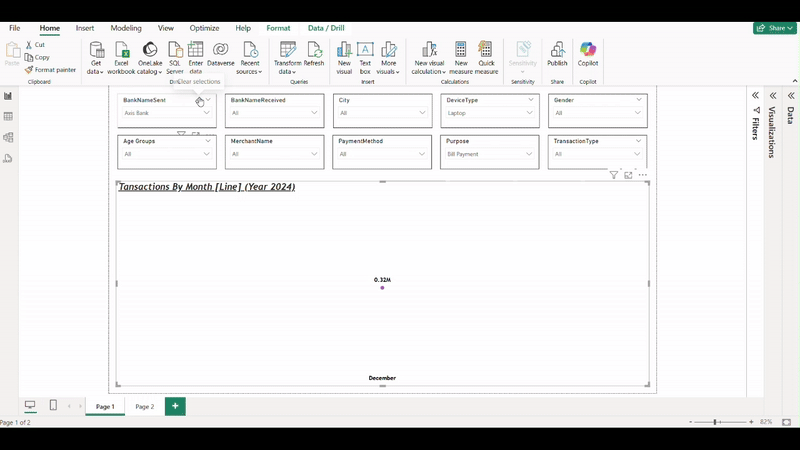 File Home Insert Modeling View Optimize Help Format Data / Drill Share
Paste Cut Copy Format painter
Get data Excel workbook OneLake catalog SQL Server Enter data Dataverse Recent sources Transform data Refresh New visual Text box More visuals New visual calculation New measure Quick measure Sensitivity Publish Copilot
Clipboard Queries Insert Calculations Sensitivity Share Copilot
Clear selections
BankNameSent BankNameReceived City DeviceType Gender
Axis Bank All All Laptop All
Age Groups MerchantName PaymentMethod Purpose TransactionType
All All All Bill Payment All
Filters
Visualizations
Data
Tansactions By Month [Line] (Year 2024)
0.32M
December
Page 1 Page 2 +
Page 1 of 2 - + 82%